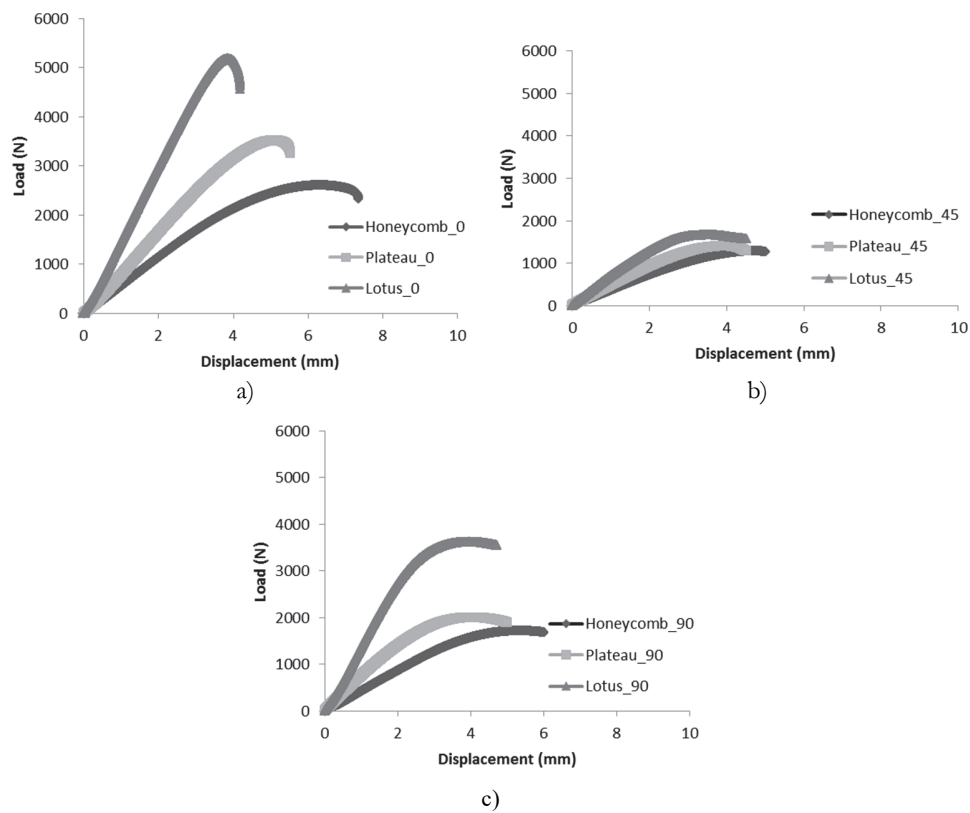 6000
5000
4000
3000
2000
1000
0
Load (N)
Honeycomb_0
Plateau_0
Lotus_0
0 2 4 6 8 10
Displacement (mm)
a)
6000
5000
4000
3000
2000
1000
0
Load (N)
Honeycomb_45
Plateau_45
Lotus_45
0 2 4 6 8 10
Displacement (mm)
b)
6000
5000
4000
3000
2000
1000
0
Load (N)
Honeycomb_90
Plateau_90
Lotus_90
0 2 4 6 8 10
Displacement (mm)
c)